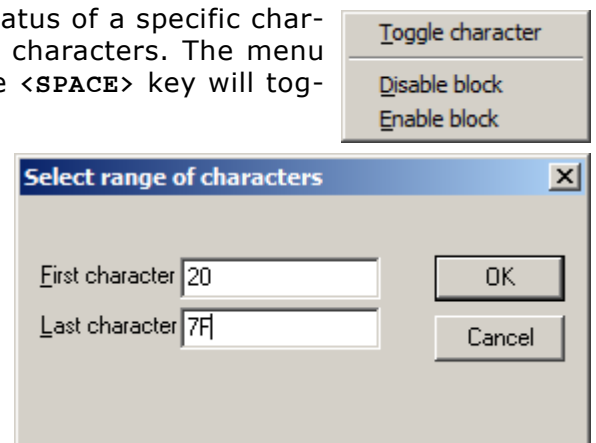 atus of a specific char-
characters. The menu
e <SPACE> key will tog-
Toggle character
Disable block
Enable block
Select range of characters
First character 20
OK
Last character 7F
Cancel